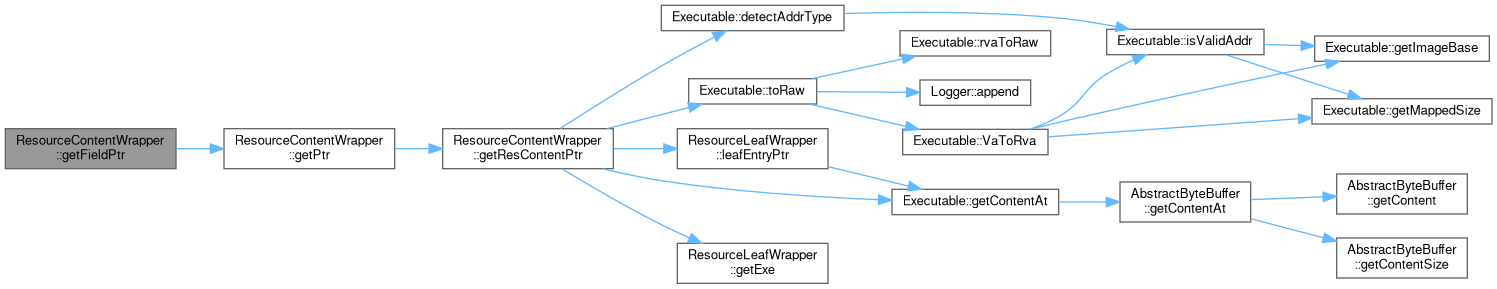 ResourceContentWrapper
::getFieldPtr
ResourceContentWrapper
::getPtr
ResourceContentWrapper
::getResContentPtr
Executable::detectAddrType
Executable::toRaw
ResourceLeafWrapper
::leafEntryPtr
Executable::getContentAt
ResourceLeafWrapper
::getExe
Executable::rvaToRaw
Logger::append
Executable::VaToRva
Executable::isValidAddr
Executable::getImageBase
Executable::getMappedSize
AbstractByteBuffer
::getContentAt
AbstractByteBuffer
::getContent
AbstractByteBuffer
::getContentSize